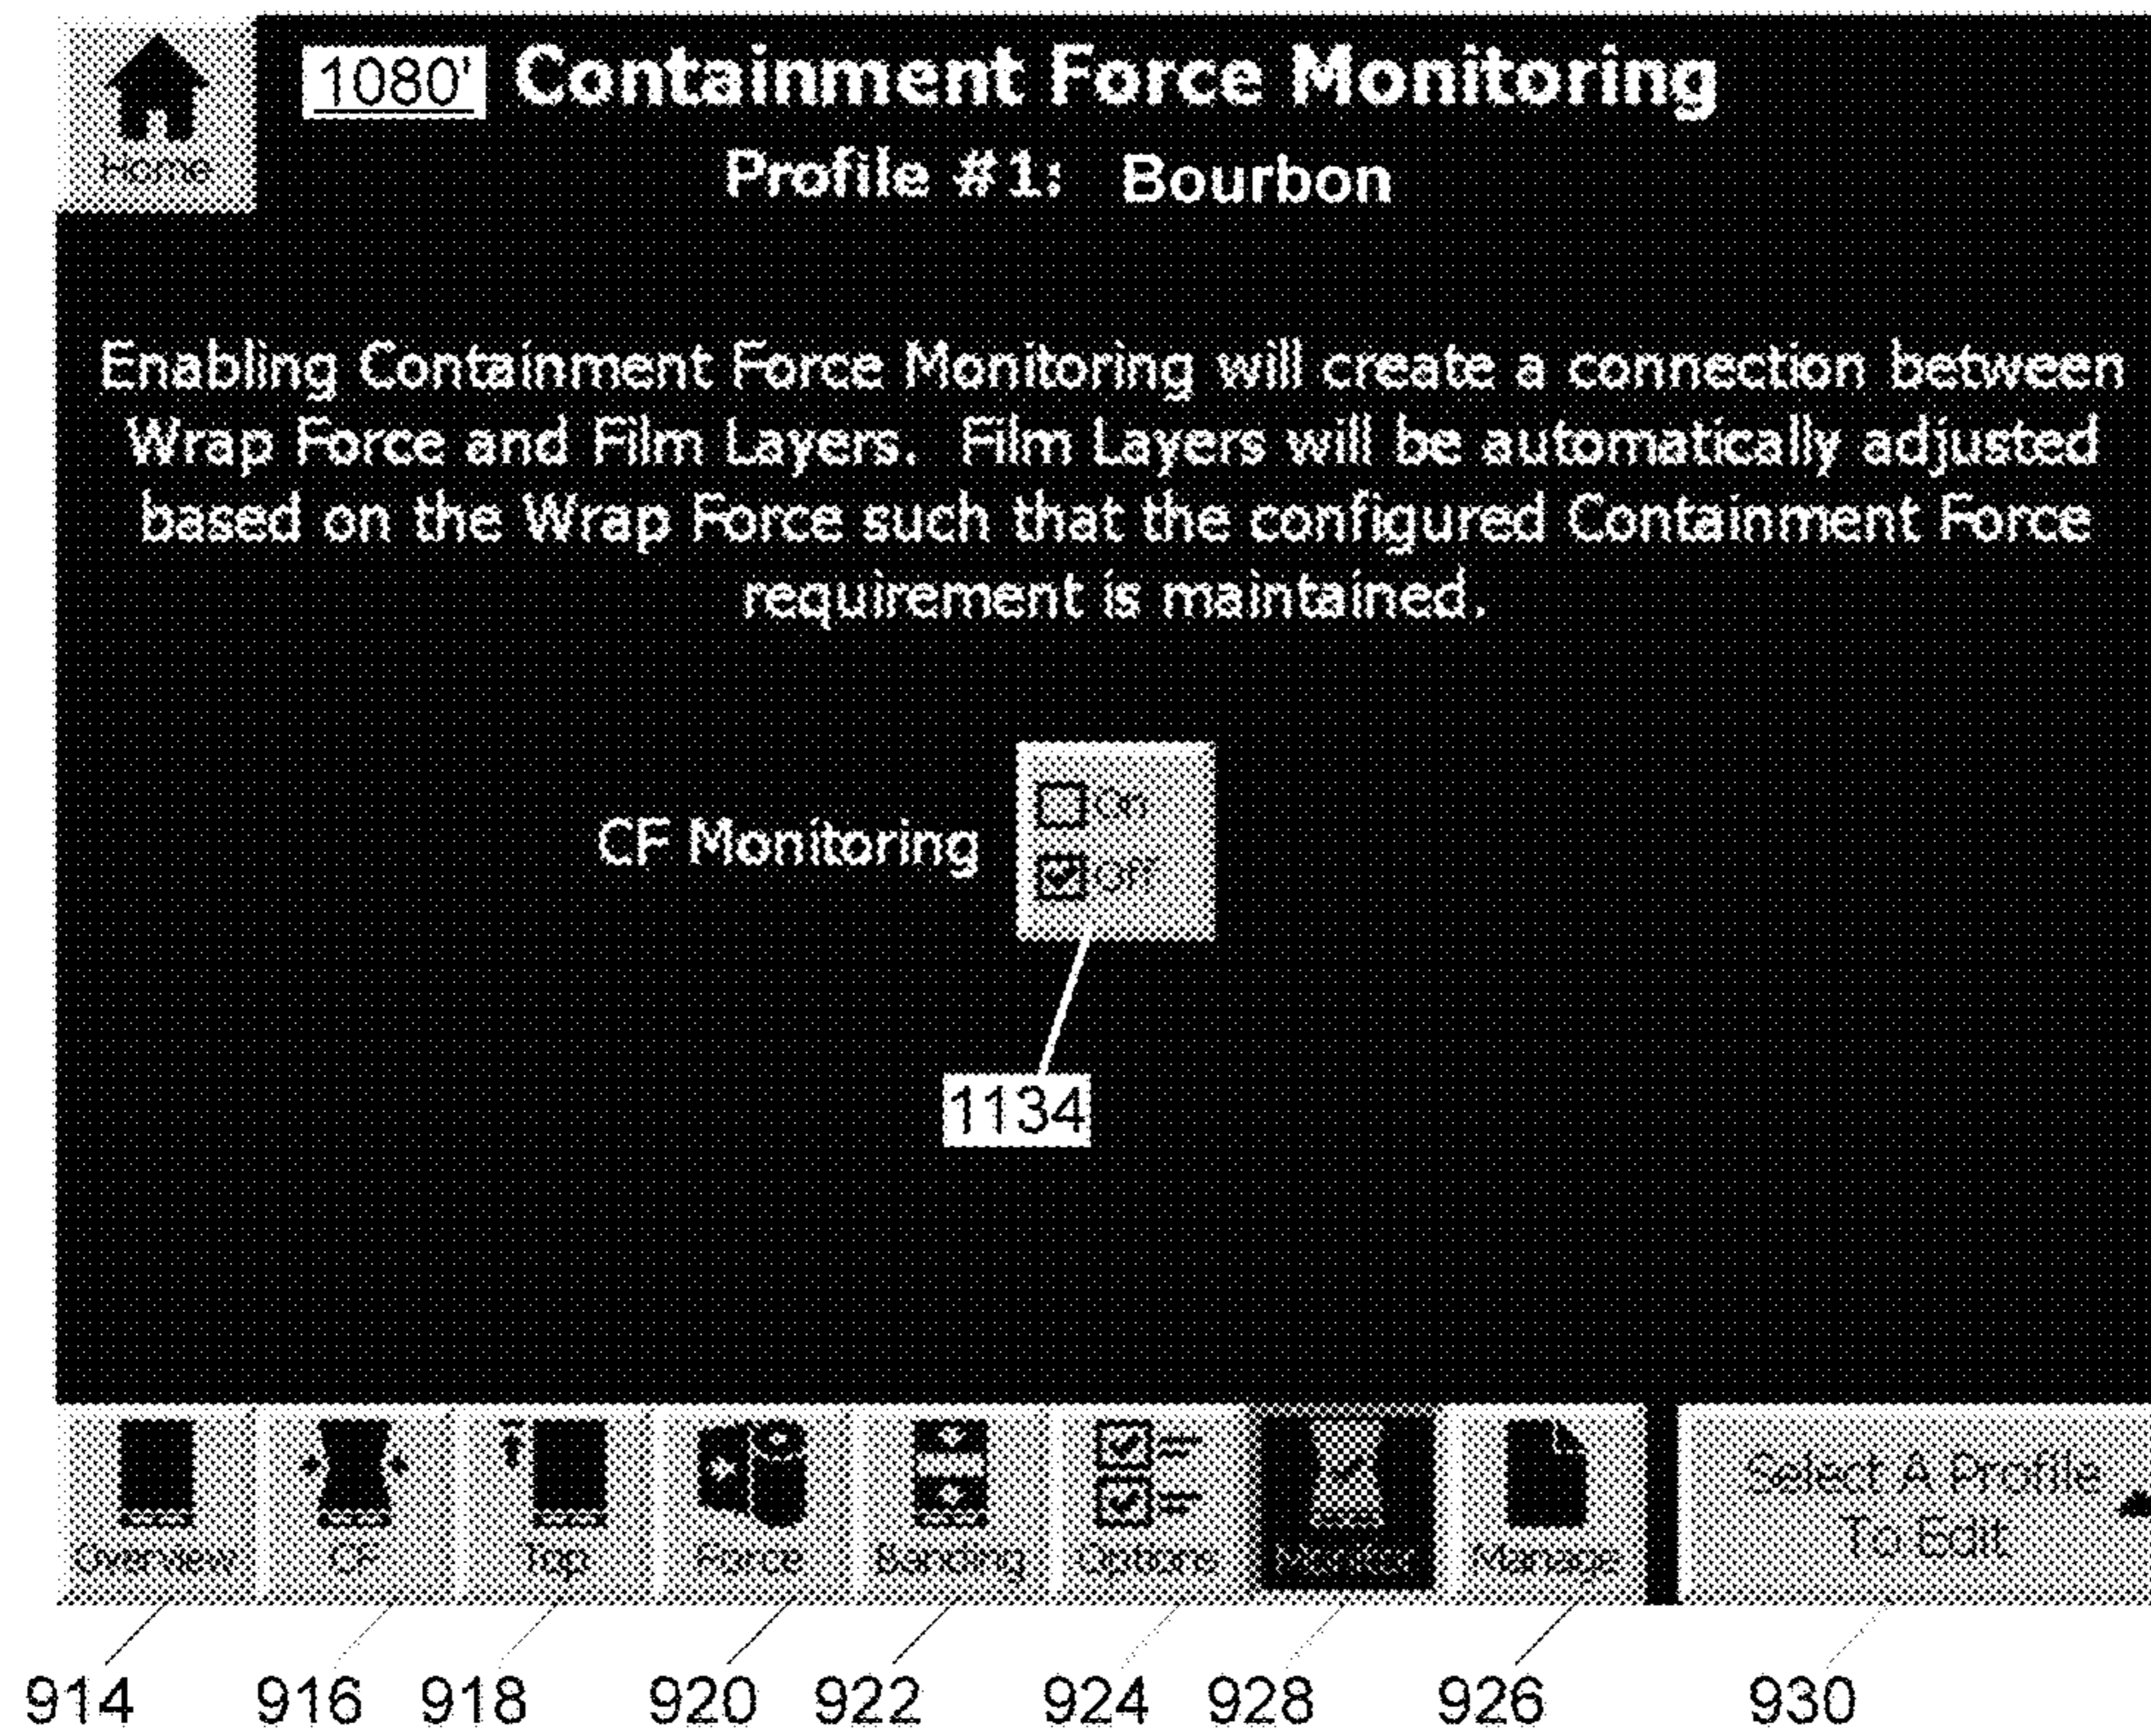 Home
1080' Containment Force Monitoring
Profile #1: Bourbon
Enabling Containment Force Monitoring will create a connection between
Wrap Force and Film Layers. Film Layers will be automatically adjusted
based on the Wrap Force such that the configured Containment Force
requirement is maintained.
On
CF Monitoring
Off
1134
Overview CF Top Force Banding Options Monitor Manage
Select A Profile
To Edit
914 916 918 920 922 924 928 926 930